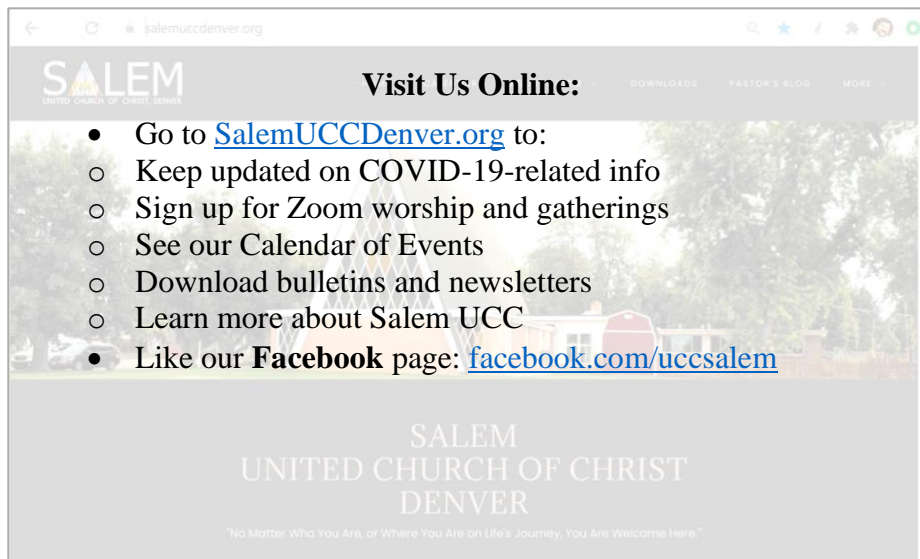 salemuccdenver.org
SALEM
UNITED CHURCH OF CHRIST, DENVER
DOWNLOADS PASTOR'S BLOG MORE
Visit Us Online:
• Go to SalemUCCDenver.org to:
o Keep updated on COVID-19-related info
o Sign up for Zoom worship and gatherings
o See our Calendar of Events
o Download bulletins and newsletters
o Learn more about Salem UCC
• Like our Facebook page: facebook.com/uccsalem
SALEM
UNITED CHURCH OF CHRIST
DENVER
"No Matter Who You Are, or Where You Are on Life's Journey, You Are Welcome Here."